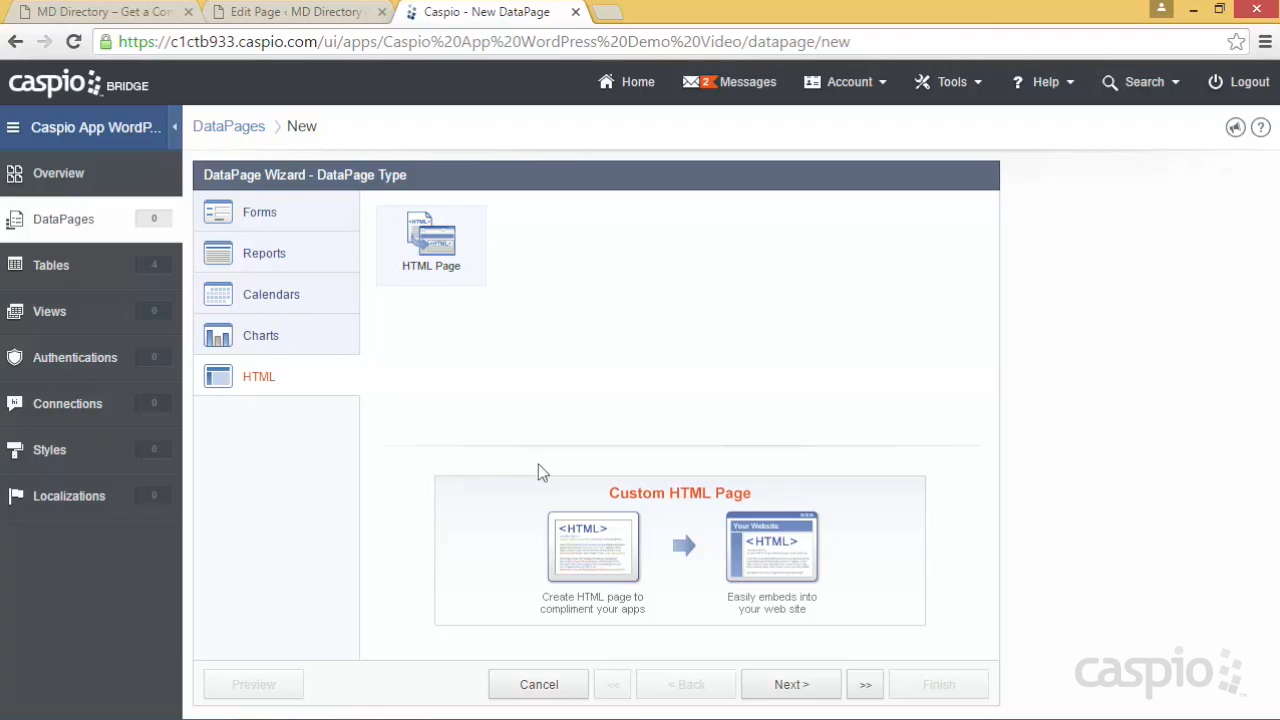 MD Directory – Get a Con
Edit Page ‹ MD Directory -
Caspio - New DataPage
https://c1ctb933.caspio.com/ui/apps/Caspio%20App%20WordPress%20Demo%20Video/datapage/new
caspio BRIDGE
Home
2 Messages
Account
Tools
? Help
Search
Logout
Caspio App WordP...
DataPages > New
?
Overview
DataPages 0
Tables 4
Views 0
Authentications 0
hi Connections 0
Styles 0
Localizations 0
DataPage Wizard - DataPage Type
Forms
Reports
Calendars
Charts
HTML
<HTML>
<HTML>
HTML Page
Custom HTML Page
<HTML>
Your Website
<HTML>
Create HTML page to
compliment your apps
Easily embeds into
your web site
Preview
Cancel
<<
< Back
Next >
>>
Finish
caspio